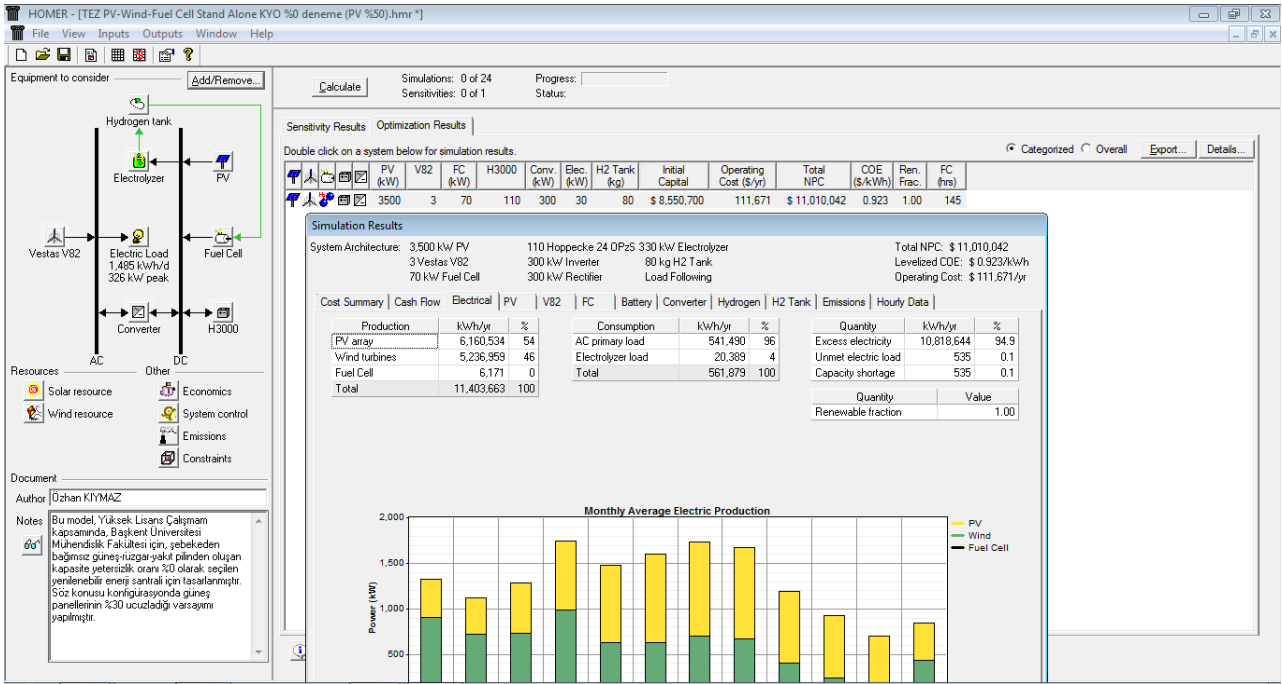 HOMER - [TEZ PV-Wind-Fuel Cell Stand Alone KYO %0 deneme (PV %50).hmr *]
File View Inputs Outputs Window Help
Equipment to consider
Add/Remove...
Hydrogen tank
Electrolyzer
PV
Vestas V82
Electric Load
1,485 kWh/d
326 kW peak
Fuel Cell
Converter
H3000
AC
DC
Resources
Other
Solar resource
Economics
Wind resource
System control
Emissions
Constraints
Document
Author Özhan KIYMAZ
Notes
Bu model, Yüksek Lisans Çalışmam
kapsamında, Başkent Üniversitesi
Mühendislik Fakültesi için, şebekeden
bağımsız güneş-rüzgar-yakıt pilinden oluşan
kapasite yetersizlik oranı %0 olarak seçilen
yenilenebilir enerji santrali için tasarlanmıştır.
Söz konusu konfigürasyonda güneş
panellerinin %30 ucuzladığı varsayımı
yapılmıştır.
Calculate
Simulations: 0 of 24
Progress:
Sensitivities: 0 of 1
Status:
Sensitivity Results
Optimization Results
Double click on a system below for simulation results.
Categorized
Overall
Export...
Details...
PV (kW) V82 FC (kW) H3000 Conv. (kW) Elec. (kW) H2 Tank (kg) Initial Capital Operating Cost ($/yr) Total NPC COE ($/kWh) Ren. Frac. FC (hrs)
3500 3 70 110 300 30 80 $ 8,550,700 111,671 $ 11,010,042 0.923 1.00 145
Simulation Results
System Architecture: 3,500 kW PV 110 Hoppecke 24 OPzS 330 kW Electrolyzer Total NPC: $ 11,010,042
3 Vestas V82 300 kW Inverter 80 kg H2 Tank Levelized COE: $ 0.923/kWh
70 kW Fuel Cell 300 kW Rectifier Load Following Operating Cost: $ 111,671/yr
Cost Summary Cash Flow Electrical PV V82 FC Battery Converter Hydrogen H2 Tank Emissions Hourly Data
Production kWh/yr %
PV array 6,160,534 54
Wind turbines 5,236,959 46
Fuel Cell 6,171 0
Total 11,403,663 100
Consumption kWh/yr %
AC primary load 541,490 96
Electrolyzer load 20,389 4
Total 561,879 100
Quantity kWh/yr %
Excess electricity 10,818,644 94.9
Unmet electric load 535 0.1
Capacity shortage 535 0.1
Quantity Value
Renewable fraction 1.00
Monthly Average Electric Production
2,000
1,500
1,000
500
Power (kW)
PV
Wind
Fuel Cell